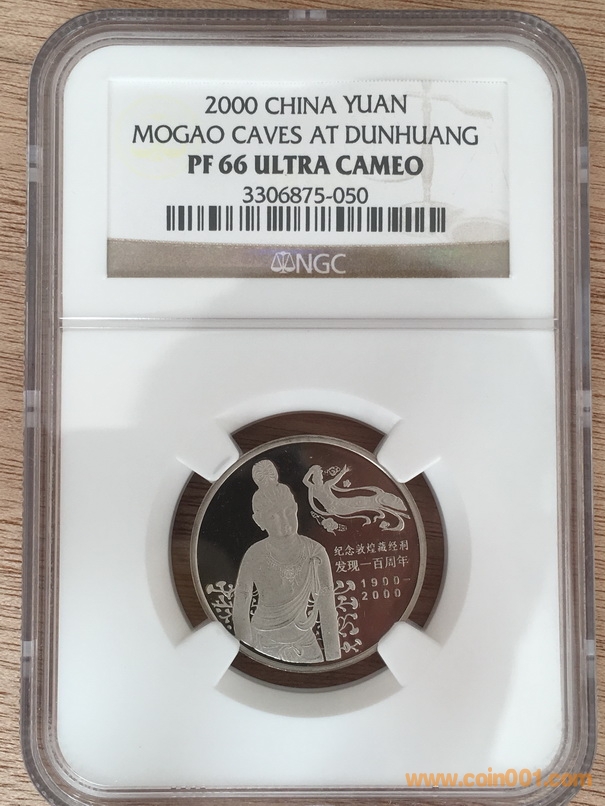 2000 CHINA YUAN
MOGAO CAVES AT DUNHUANG
PF 66 ULTRA CAMEO
3306875-050
NGC
纪念敦煌藏经洞
发现一百周年
1900-
2000
www.coin001.com